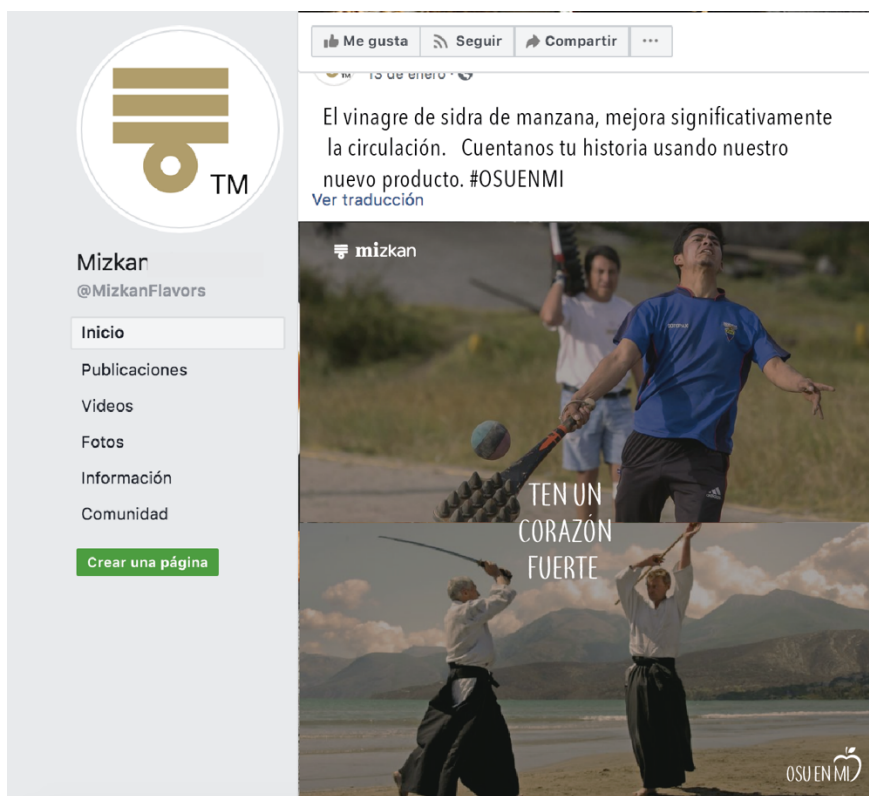 TM
Mizkan
@MizkanFlavors
Inicio
Publicaciones
Videos
Fotos
Información
Comunidad
Crear una página
Me gusta
Seguir
Compartir
...
13 de enero
El vinagre de sidra de manzana, mejora significativamente
la circulación. Cuentanos tu historia usando nuestro
nuevo producto. #OSUENMI
Ver traducción
mizkan
TEN UN
CORAZÓN
FUERTE
OSU EN MI